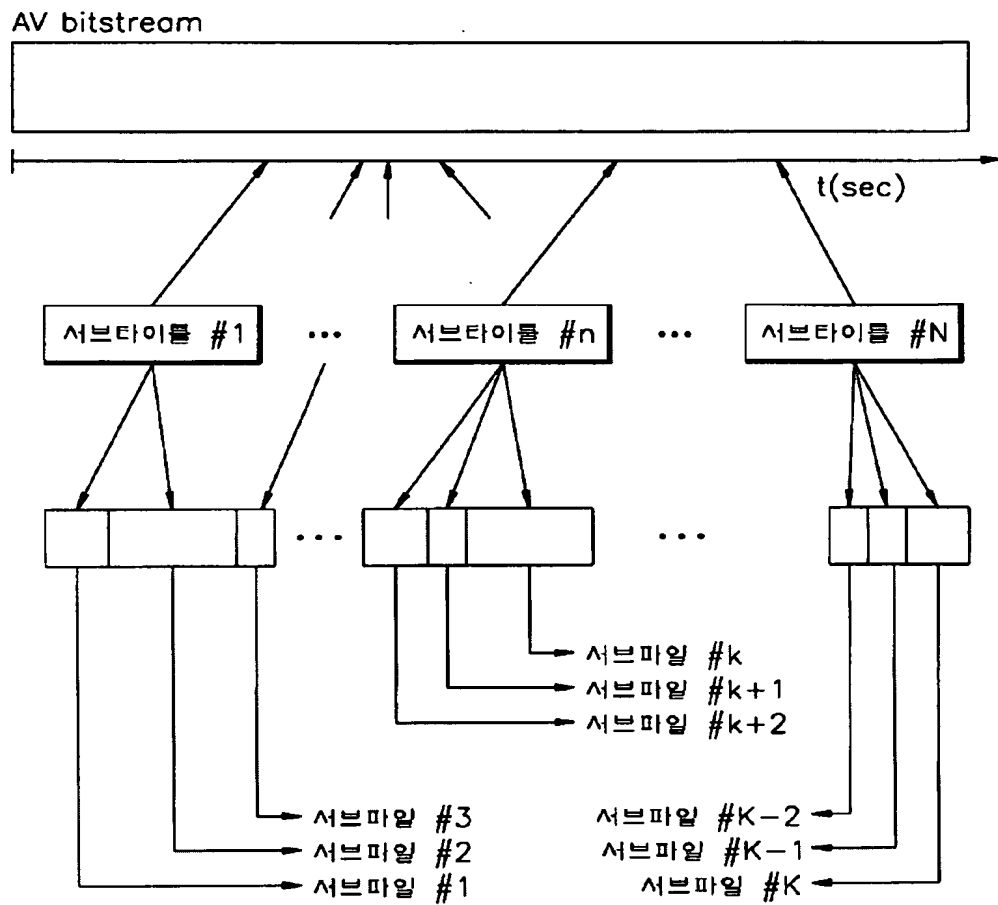 AV bitstream
t(sec)
서브타이틀 #1 ... 서브타이틀 #n ... 서브타이틀 #N
... ...
서브파일 #k
서브파일 #k+1
서브파일 #k+2
서브파일 #3
서브파일 #2
서브파일 #1
서브파일 #K-2
서브파일 #K-1
서브파일 #K